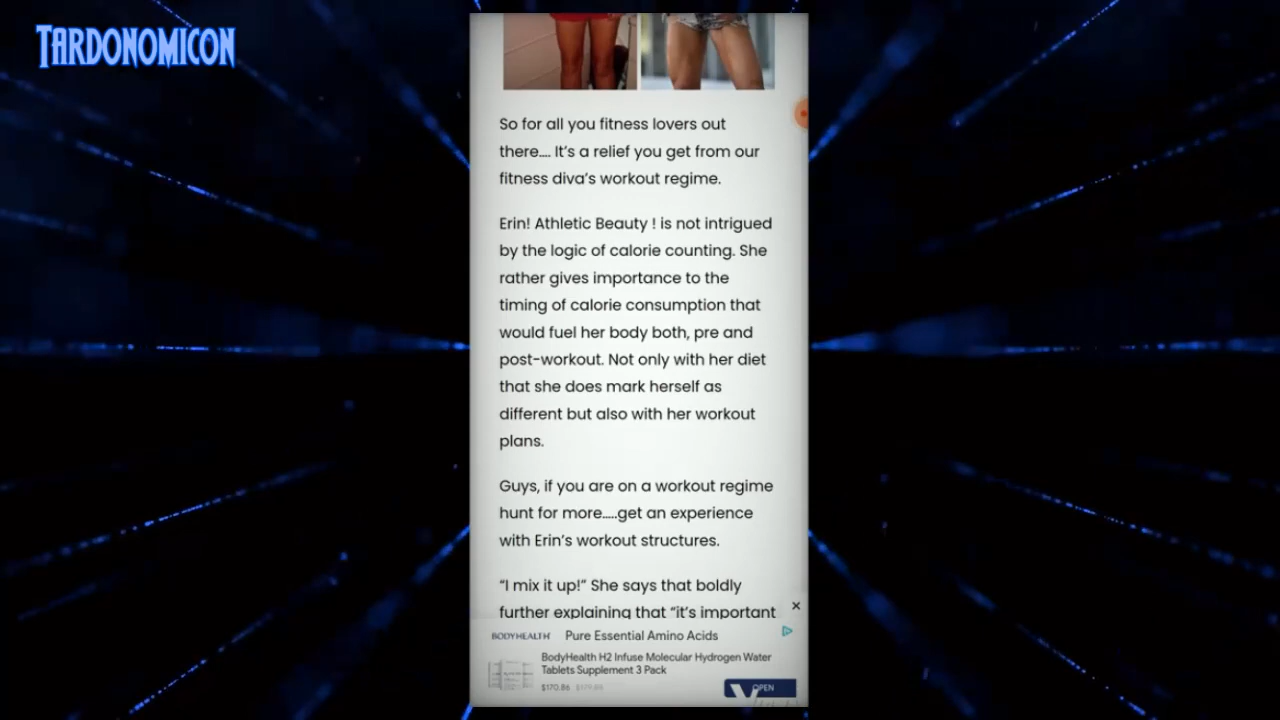 TARDONOMICON
So for all you fitness lovers out
there.... It's a relief you get from our
fitness diva's workout regime.
Erin! Athletic Beauty ! is not intrigued
by the logic of calorie counting. She
rather gives importance to the
timing of calorie consumption that
would fuel her body both, pre and
post-workout. Not only with her diet
that she does mark herself as
different but also with her workout
plans.
Guys, if you are on a workout regime
hunt for more.....get an experience
with Erin's workout structures.
“I mix it up!” She says that boldly
further explaining that “it's important
BODYHEALTH Pure Essential Amino Acids
BodyHealth H2 Infuse Molecular Hydrogen Water
Tablets Supplement 3 Pack
$170.86 $179.86
OPEN